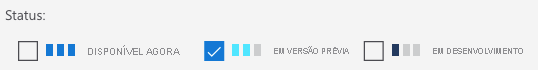 Status:
DISPONÍVEL AGORA EM VERSÃO PRÉVIA EM DESENVOLVIMENTO